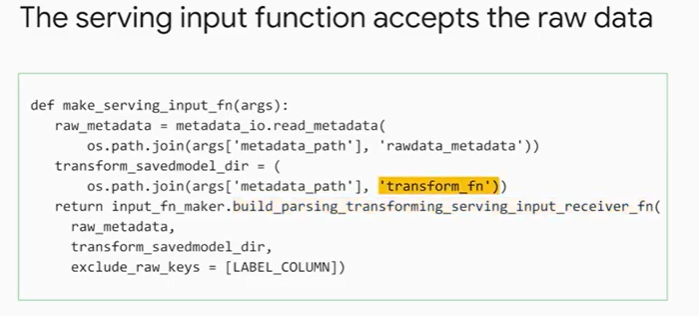 The serving input function accepts the raw data
def make_serving_input_fn(args):
raw_metadata = metadata_io.read_metadata(
os.path.join(args['metadata_path'], 'rawdata_metadata'))
transform_savedmodel_dir = (
os.path.join(args['metadata_path'], 'transform_fn'))
return input_fn_maker.build_parsing_transforming_serving_input_receiver_fn(
raw_metadata,
transform_savedmodel_dir,
exclude_raw_keys = [LABEL_COLUMN])